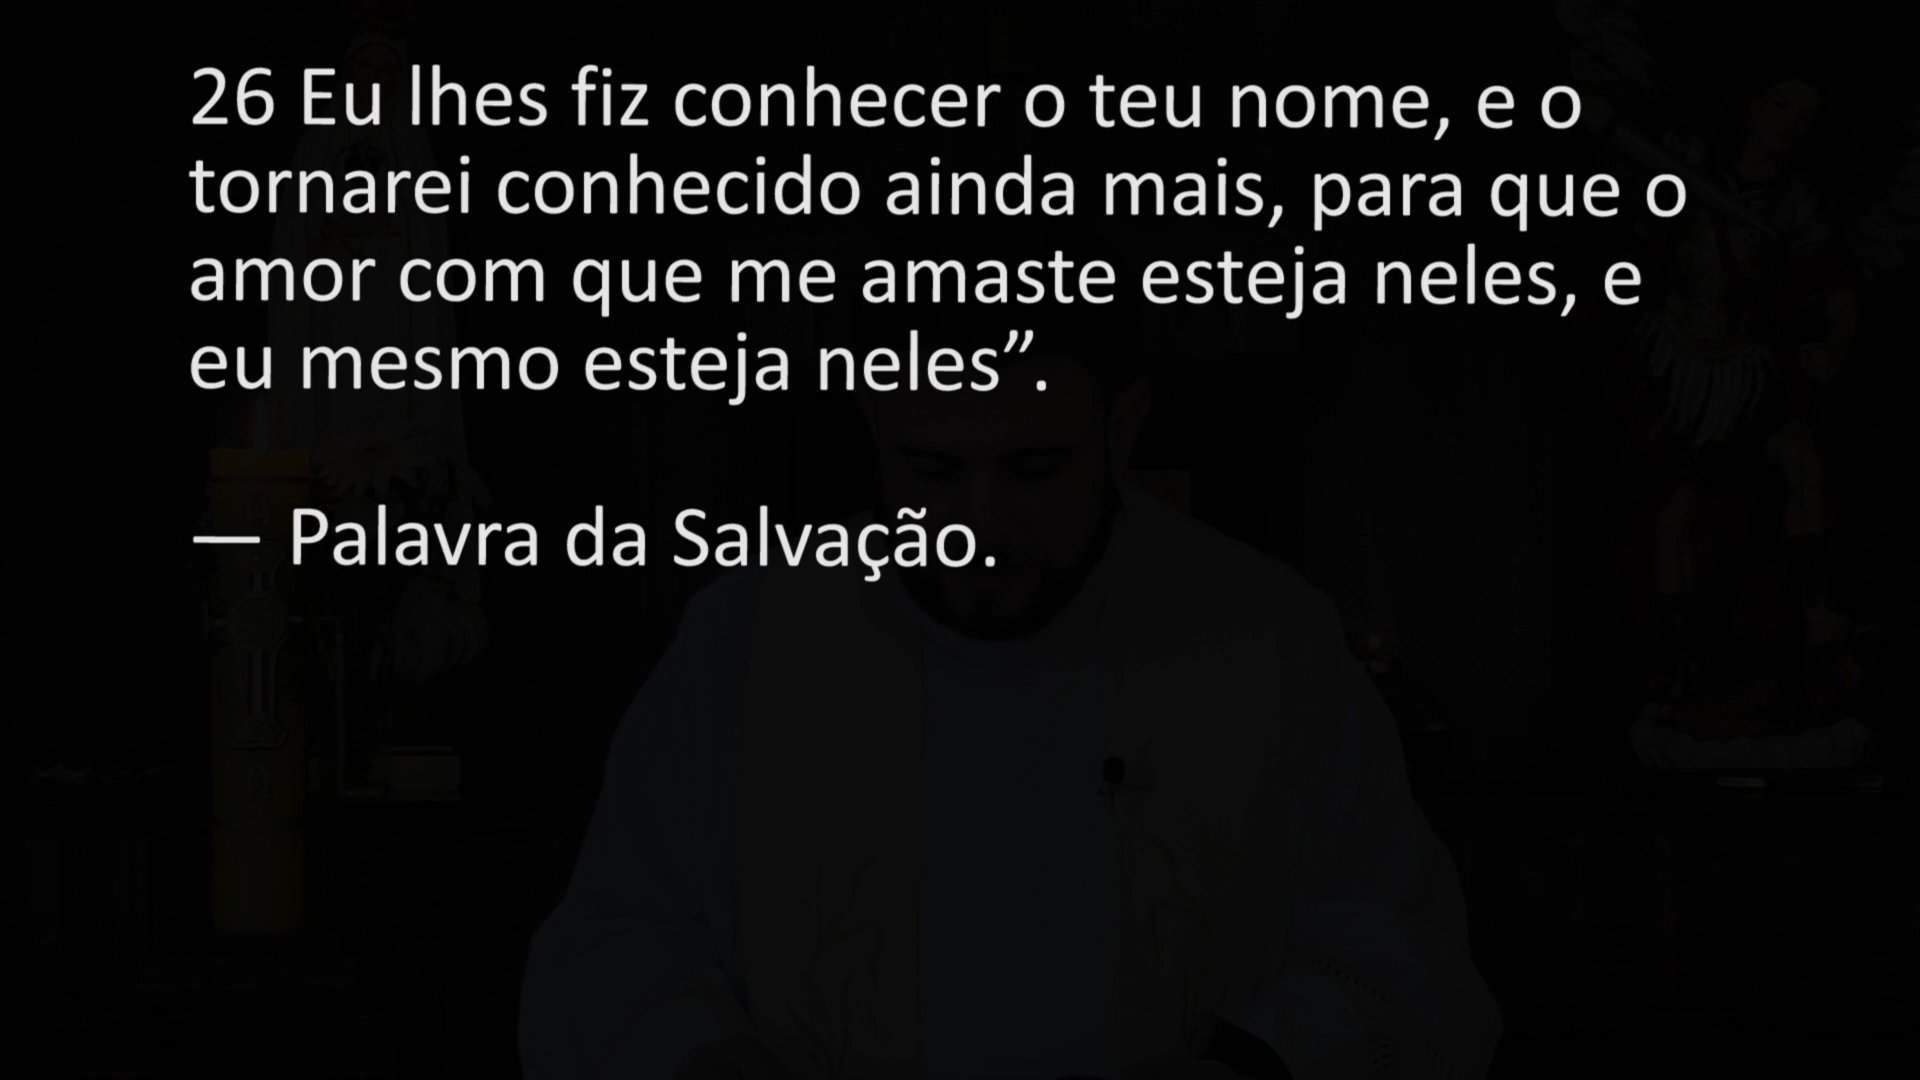 26 Eu lhes fiz conhecer o teu nome, e o
tornarei conhecido ainda mais, para que o
amor com que me amaste esteja neles, e
eu mesmo esteja neles”.
— Palavra da Salvação.